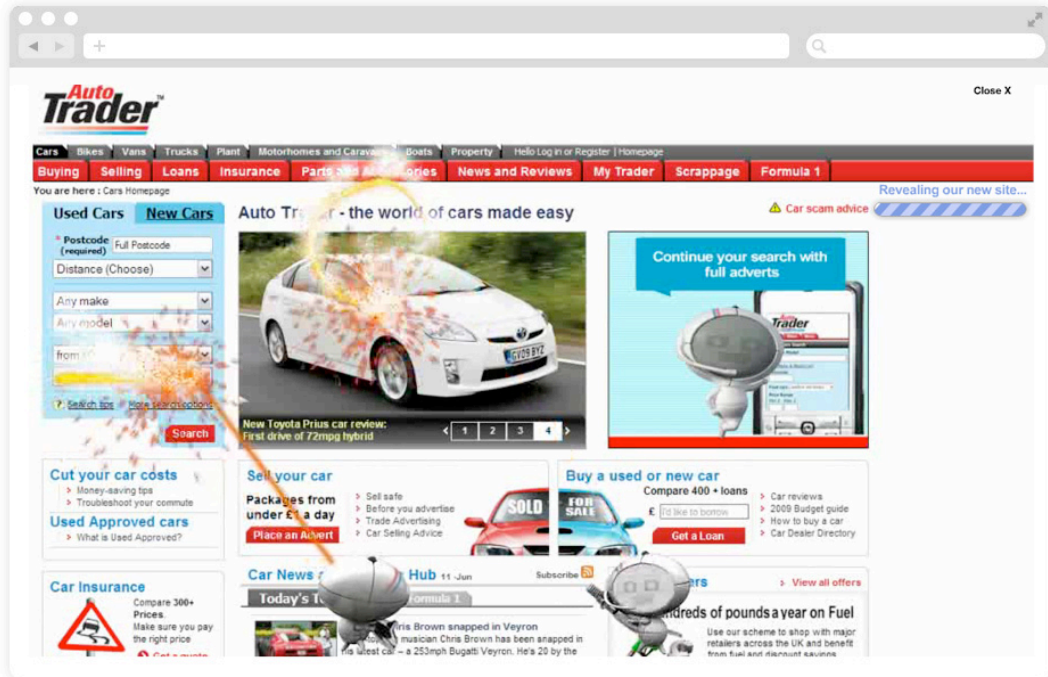 Close X
Auto
Trader™
Cars Bikes Vans Trucks Plant Motorhomes and Caravans Boats Property Hello Log in or Register | Homepage
Buying Selling Loans Insurance Parts and Accessories News and Reviews My Trader Scrappage Formula 1
You are here : Cars Homepage
Revealing our new site...
Used Cars New Cars
Auto Trader - the world of cars made easy
Car scam advice
* Postcode
(required)
Full Postcode
Distance (Choose)
Any make
Any model
from
? Search tips More search options
Search
GV09 BYZ
New Toyota Prius car review:
First drive of 72mpg hybrid
1 2 3 4
Continue your search with
full adverts
Trader
Cut your car costs
Money-saving tips
Troubleshoot your commute
Used Approved cars
What is Used Approved?
Sell your car
Packages from
under £1 a day
Place an Advert
Sell safe
Before you advertise
Trade Advertising
Car Selling Advice
SOLD
FOR
SALE
Buy a used or new car
Compare 400 + loans
£ I'd like to borrow
Get a Loan
Car reviews
2009 Budget guide
How to buy a car
Car Dealer Directory
Car Insurance
Compare 300+
Prices.
Make sure you pay
the right price
Get a quote
Car News Hub 11 -Jun
Subscribe
Today's Formula 1
Chris Brown snapped in Veyron
musician Chris Brown has been snapped in
his latest car – a 253mph Bugatti Veyron. He's 20 by the
View all offers
of pounds a year on Fuel
Use our scheme to shop with major
retailers across the UK and benefit
from fuel and discount savings